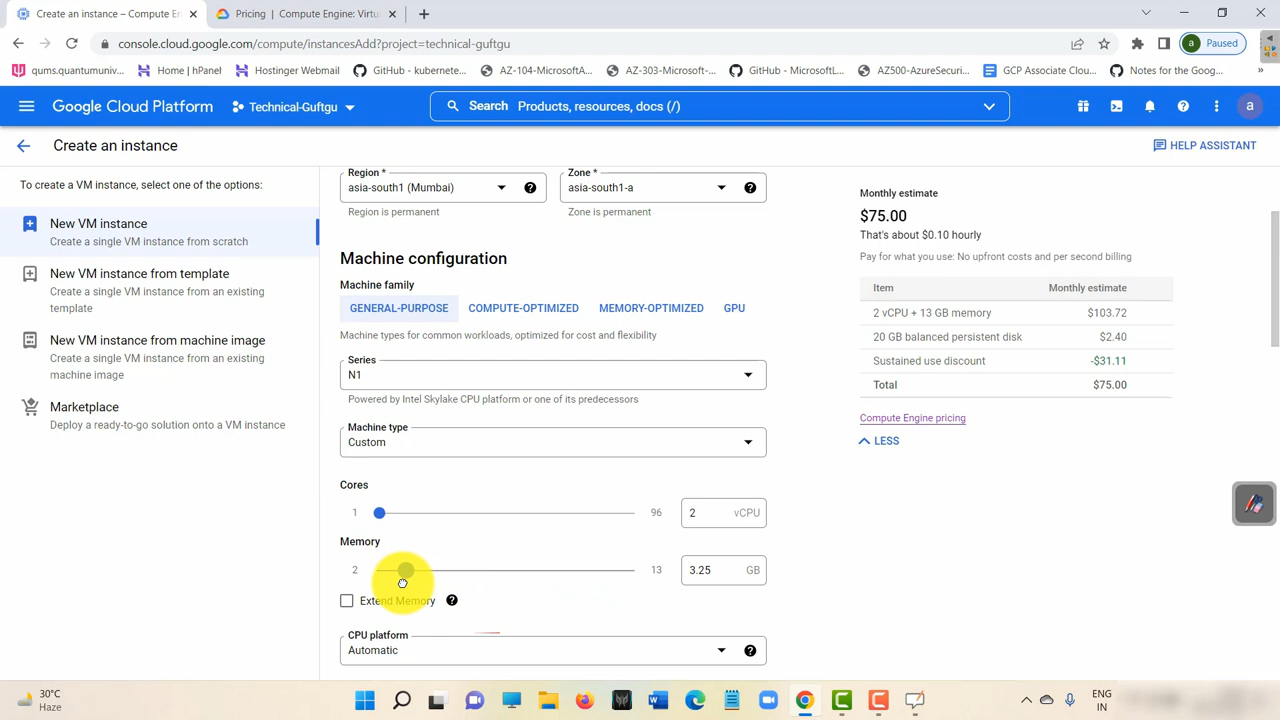 Create an instance – Compute En
Pricing | Compute Engine: Virtu
console.cloud.google.com/compute/instancesAdd?project=technical-guftgu
Paused
qums.quantumuniv...
Home | hPanel
Hostinger Webmail
GitHub - kubernete...
AZ-104-MicrosoftA...
AZ-303-Microsoft-...
GitHub - MicrosoftL...
AZ500-AzureSecuri...
GCP Associate Clou...
Notes for the Goog...
Google Cloud Platform
Technical-Guftgu
Search Products, resources, docs (/)
a
Create an instance
HELP ASSISTANT
To create a VM instance, select one of the options:
New VM instance
Create a single VM instance from scratch
New VM instance from template
Create a single VM instance from an existing
template
New VM instance from machine image
Create a single VM instance from an existing
machine image
Marketplace
Deploy a ready-to-go solution onto a VM instance
Region *
asia-south1 (Mumbai)
Region is permanent
Zone *
asia-south1-a
Zone is permanent
Machine configuration
Machine family
GENERAL-PURPOSE
COMPUTE-OPTIMIZED
MEMORY-OPTIMIZED
GPU
Machine types for common workloads, optimized for cost and flexibility
Series
N1
Powered by Intel Skylake CPU platform or one of its predecessors
Machine type
Custom
Cores
1
96
2 vCPU
Memory
2
13
3.25 GB
Extend Memory
CPU platform
Automatic
Monthly estimate
$75.00
That's about $0.10 hourly
Pay for what you use: No upfront costs and per second billing
Item Monthly estimate
2 vCPU + 13 GB memory $103.72
20 GB balanced persistent disk $2.40
Sustained use discount -$31.11
Total $75.00
Compute Engine pricing
LESS
30°C
Haze
ENG
IN